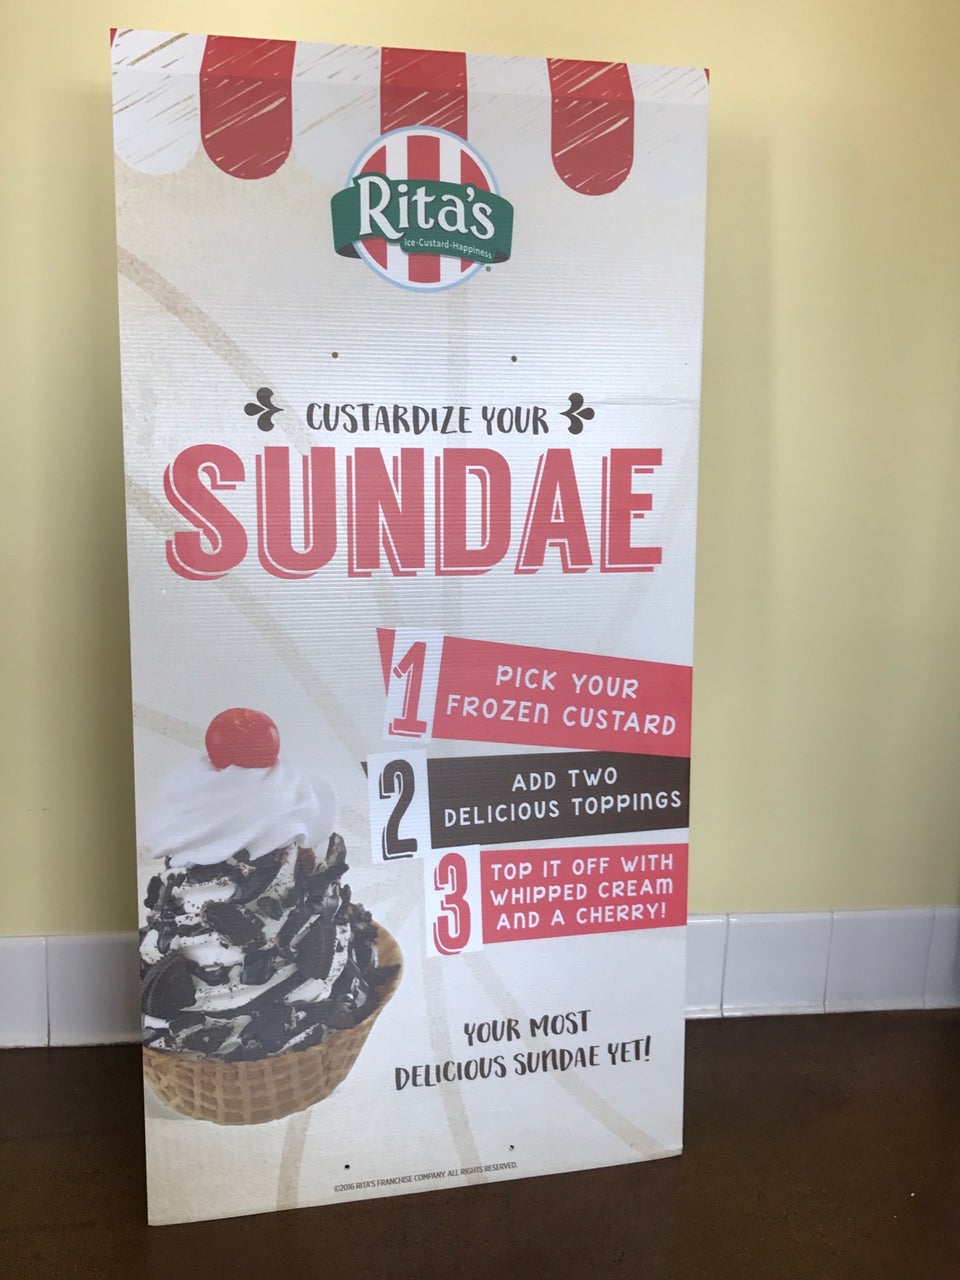 Rita's
Ice·Custard·Happiness
CUSTARDIZE YOUR
SUNDAE
1
PICK YOUR
FROZEN CUSTARD
2
ADD TWO
DELICIOUS TOPPINGS
3
TOP IT OFF WITH
WHIPPED CREAM
AND A CHERRY!
YOUR MOST
DELICIOUS SUNDAE YET!
©2016 RITA'S FRANCHISE COMPANY. ALL RIGHTS RESERVED.